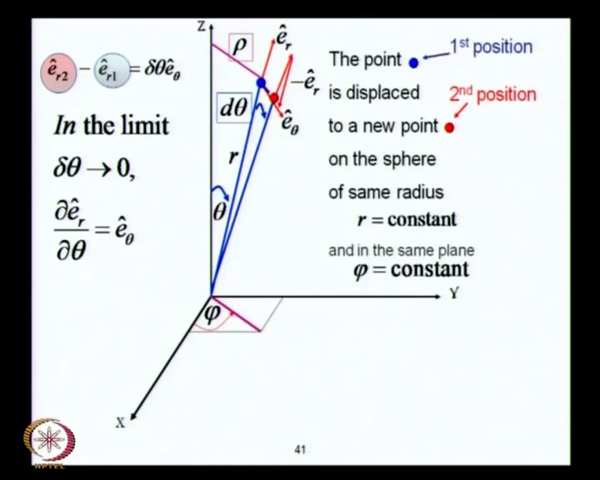 Z
ρ
ê_r
-ê_r
ê_r2 − ê_r1 = δθê_θ
In the limit
δθ → 0,
∂ê_r/∂θ = ê_θ
dθ
ê_θ
r
θ
φ
Y
X
The point 1st position
is displaced 2nd position
to a new point
on the sphere
of same radius
r = constant
and in the same plane
φ = constant
NPTEL
41